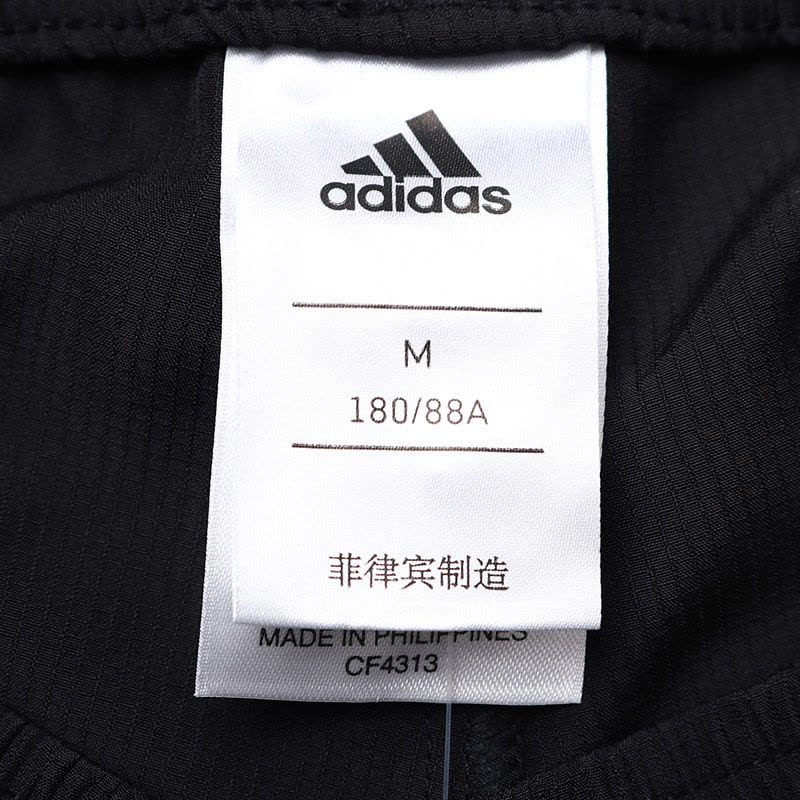 adidas
M
180/88A
菲律宾制造
MADE IN PHILIPPINES
CF4313